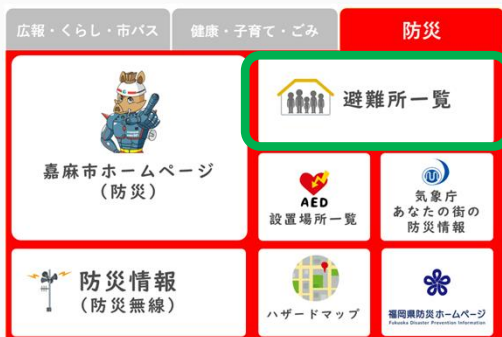 広報・くらし・市バス
健康・子育て・ごみ
防災
嘉麻市ホームページ
(防災)
避難所一覧
AED
設置場所一覧
気象庁
あなたの街の
防災情報
防災情報
(防災無線)
ハザードマップ
福岡県防災ホームページ
Fukuoka Disaster Prevention Information